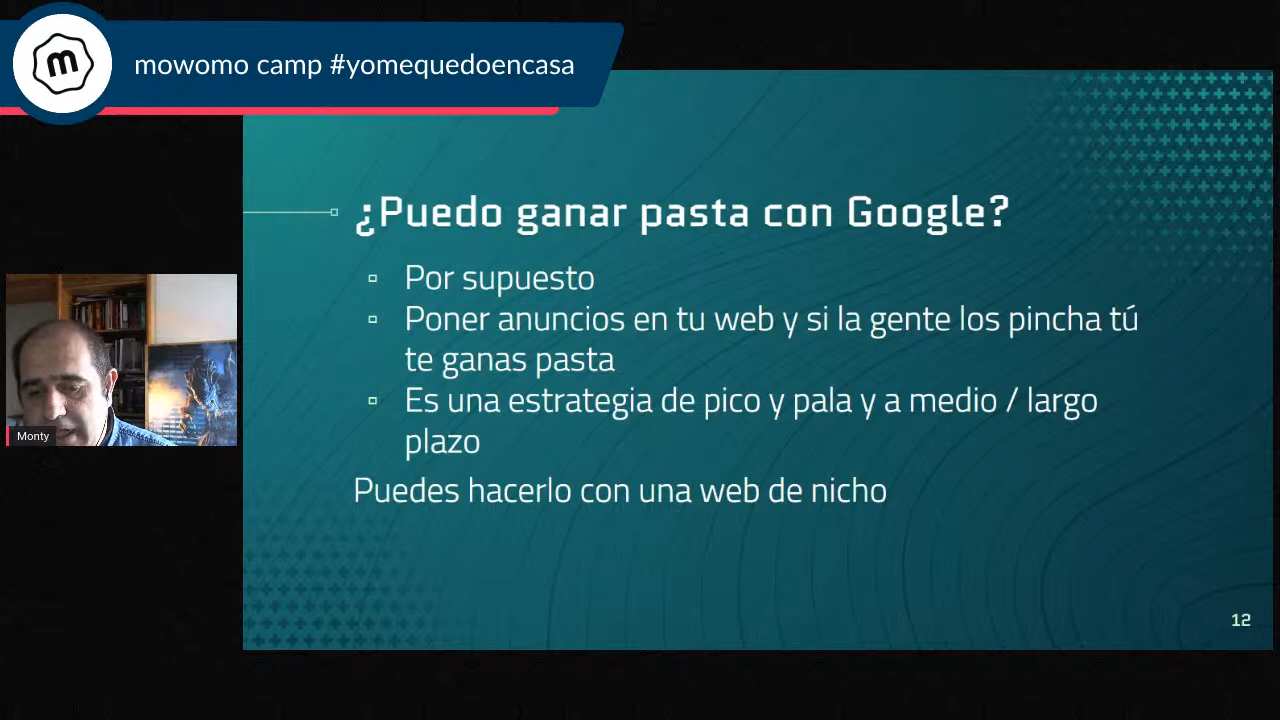 m
mowomo camp #yomequedoencasa
¿Puedo ganar pasta con Google?
Por supuesto
Poner anuncios en tu web y si la gente los pincha tú
te ganas pasta
Es una estrategia de pico y pala y a medio / largo
plazo
Puedes hacerlo con una web de nicho
Monty
12